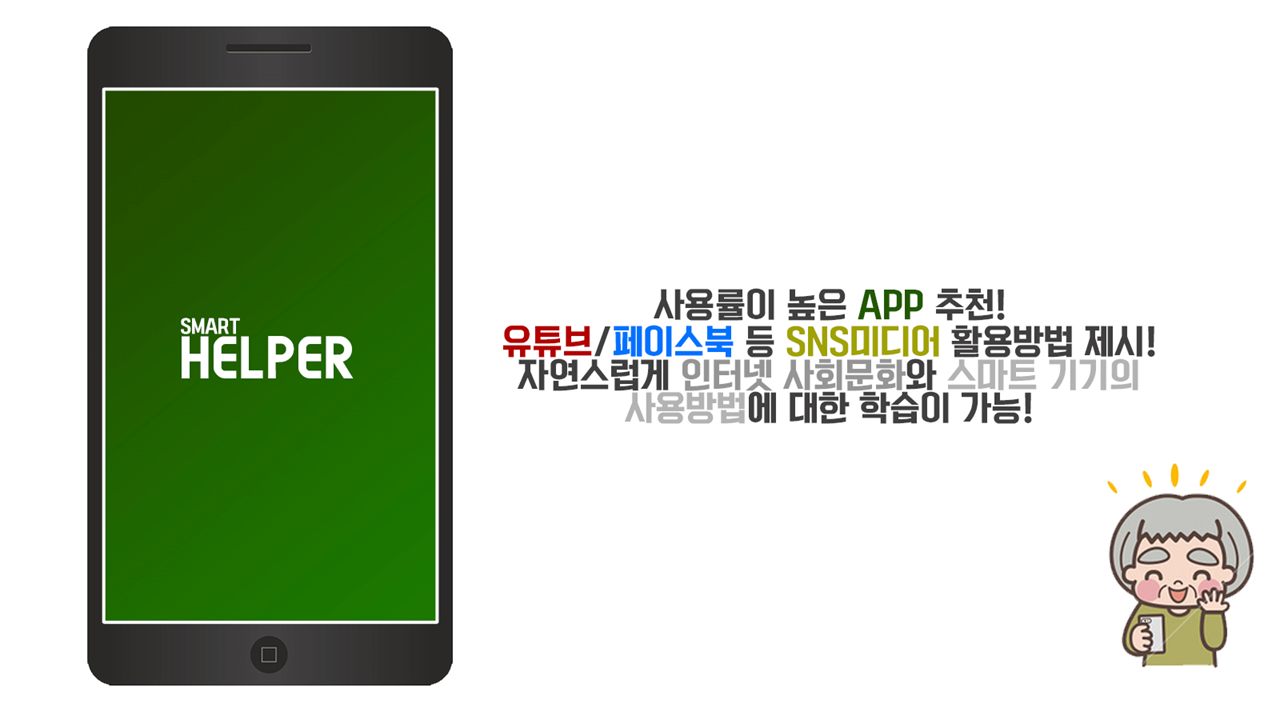 SMART
HELPER
사용률이 높은 APP 추천!
유튜브/페이스북 등 SNS미디어 활용방법 제시!
자연스럽게 인터넷 사회문화와 스마트 기기의
사용방법에 대한 학습이 가능!